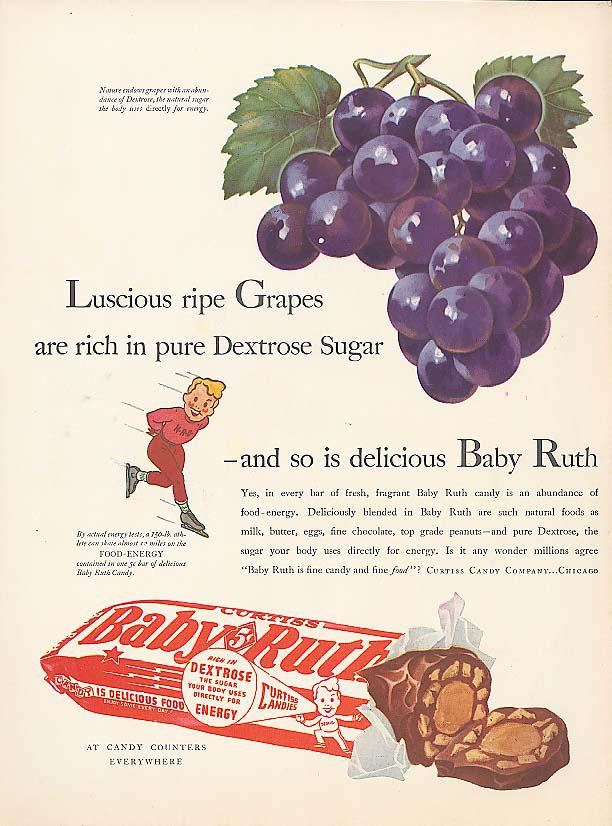 Nature endows grapes with an abun-
dance of Dextrose, the natural sugar
the body uses directly for energy.
Luscious ripe Grapes
are rich in pure Dextrose Sugar
–and so is delicious Baby Ruth
Yes, in every bar of fresh, fragrant Baby Ruth candy is an abundance of
food-energy. Deliciously blended in Baby Ruth are such natural foods as
milk, butter, eggs, fine chocolate, top grade peanuts—and pure Dextrose, the
sugar your body uses directly for energy. Is it any wonder millions agree
“Baby Ruth is fine candy and fine food”? CURTISS CANDY COMPANY...CHICAGO
By actual energy tests, a 150-lb. ath-
lete can skate almost 12 miles on the
FOOD-ENERGY
contained in one 5c bar of delicious
Baby Ruth Candy.
CURTISS
Baby Ruth
5¢
RICH IN
DEXTROSE
THE SUGAR
YOUR BODY USES
DIRECTLY FOR
ENERGY
CURTISS
CANDIES
CANDY IS DELICIOUS FOOD
ENJOY SOME EVERY DAY
AT CANDY COUNTERS
EVERYWHERE